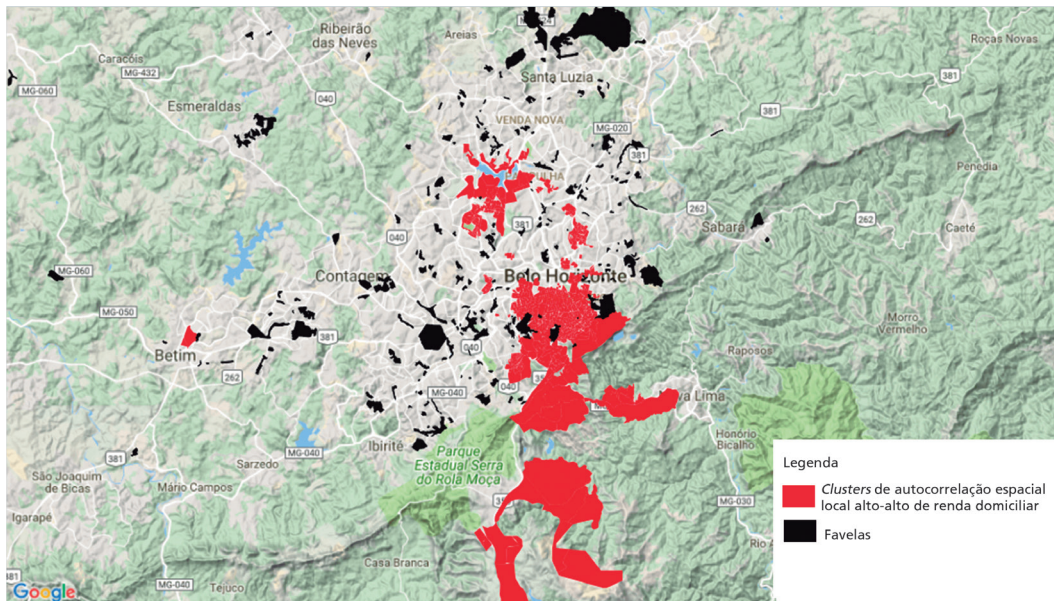 Ribeirão
das Neves
Areias
Roças Novas
Caracóis
MG-432
MG-060
Santa Luzia
381
040
Esmeraldas
VENDA NOVA
381
MG-020
381
Penedia
262
381
Sabará
262
Caeté
040
MG-060
Contagem
Belo Horizonte
MG-050
Morro
Vermelho
381
Betim
040
Raposos
262
MG-040
040
Honório
Bicalho
Ibirité
Parque
Estadual Serra
do Rola Moça
381
Sarzedo
MG-040
São Joaquim
de Bicas
Mário Campos
Igarapé
MG-030
Casa Branca
381
MG-040
Tejuco
Google
Legenda
Clusters de autocorrelação espacial
local alto-alto de renda domiciliar
Favelas